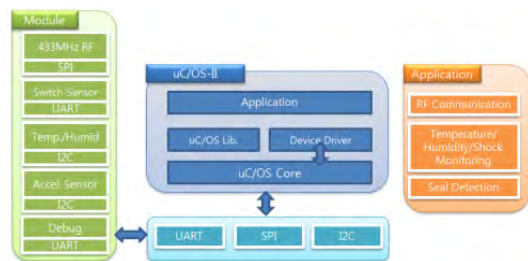 Module
433MHz RF
SPI
Switch Sensor
UART
Temp./Humid
I2C
Accel. Sensor
I2C
Debug
UART
uC/OS-II
Application
uC/OS Lib.
Device Driver
uC/OS Core
UART
SPI
I2C
Application
RF Communication
Temperature/
Humidity/Shock
Monitoring
Seal Detection